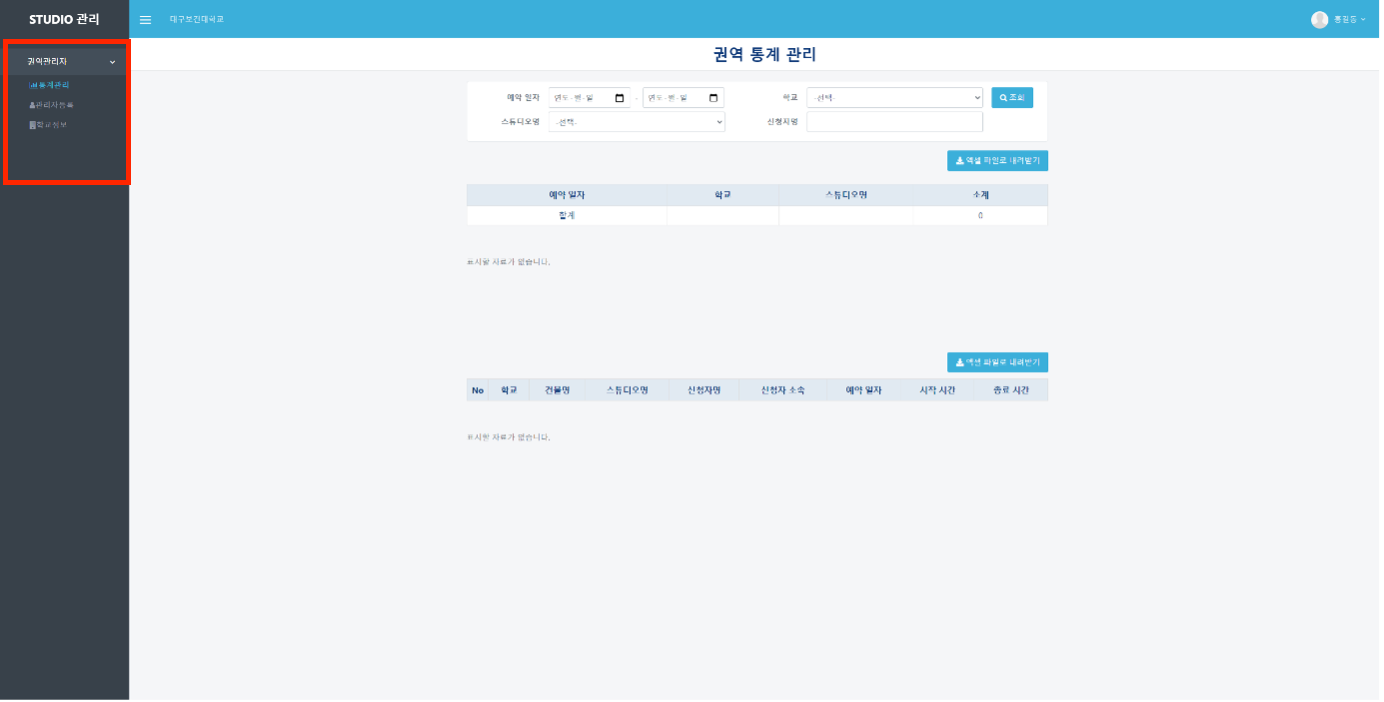 STUDIO 관리
대구보건대학교
홍길동
권역관리자
통계관리
관리자등록
학교정보
권역 통계 관리
예약 일자 연도-월-일 - 연도-월-일 학교 -선택- 조회
스튜디오명 -선택- 신청자명
엑셀 파일로 내려받기
예약 일자 학교 스튜디오명 소계
합계 0
표시할 자료가 없습니다.
엑셀 파일로 내려받기
No 학교 건물명 스튜디오명 신청자명 신청자 소속 예약 일자 시작 시간 종료 시간
표시할 자료가 없습니다.